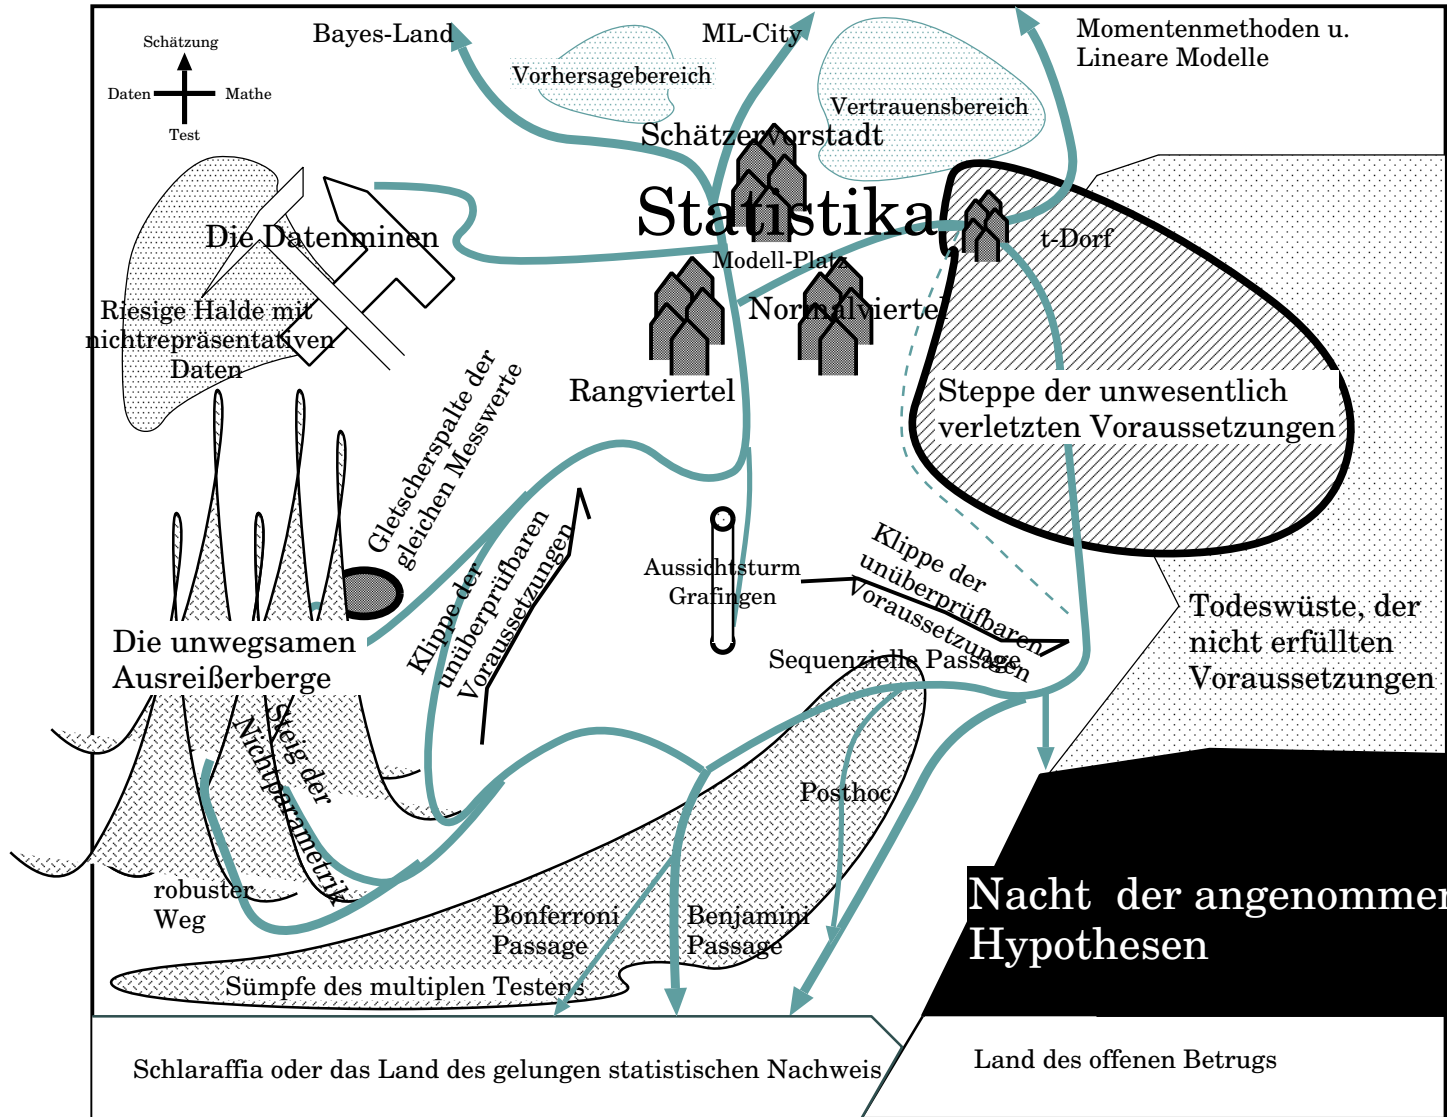 Bayes-Land
ML-City
Momentenmethoden u.
Lineare Modelle
Schätzung
Daten
Mathe
Test
Vorhersagebereich
Vertrauensbereich
Schätzervorstadt
Statistika
Die Datenminen
t-Dorf
Modell-Platz
Riesige Halde mit
nichtrepräsentativen
Daten
Normalviertel
Rangviertel
Steppe der unwesentlich
verletzten Voraussetzungen
Gletscherspalte der
gleichen Messwerte
Klippe der
unüberprüfbaren
Voraussetzungen
Aussichtsturm
Grafingen
Klippe der
unüberprüfbaren
Voraussetzungen
Todeswüste, der
nicht erfüllten
Voraussetzungen
Die unwegsamen
Ausreißerberge
Sequenzielle Passage
Steig der
Nichtparametrik
Posthoc
robuster
Weg
Bonferroni
Passage
Benjamini
Passage
Nacht der angenommen
Hypothesen
Sümpfe des multiplen Testens
Schlaraffia oder das Land des gelungen statistischen Nachweis
Land des offenen Betrugs